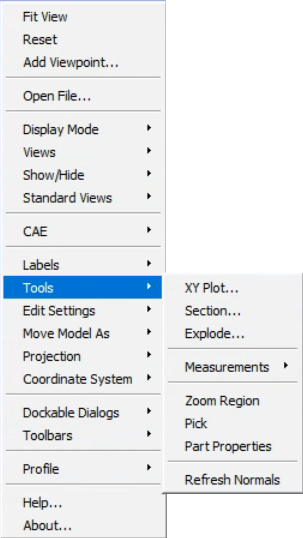 Fit View
Reset
Add Viewpoint...
Open File...
Display Mode
Views
Show/Hide
Standard Views
CAE
Labels
Tools
Edit Settings
Move Model As
Projection
Coordinate System
Dockable Dialogs
Toolbars
Profile
Help...
About...
XY Plot...
Section...
Explode...
Measurements
Zoom Region
Pick
Part Properties
Refresh Normals